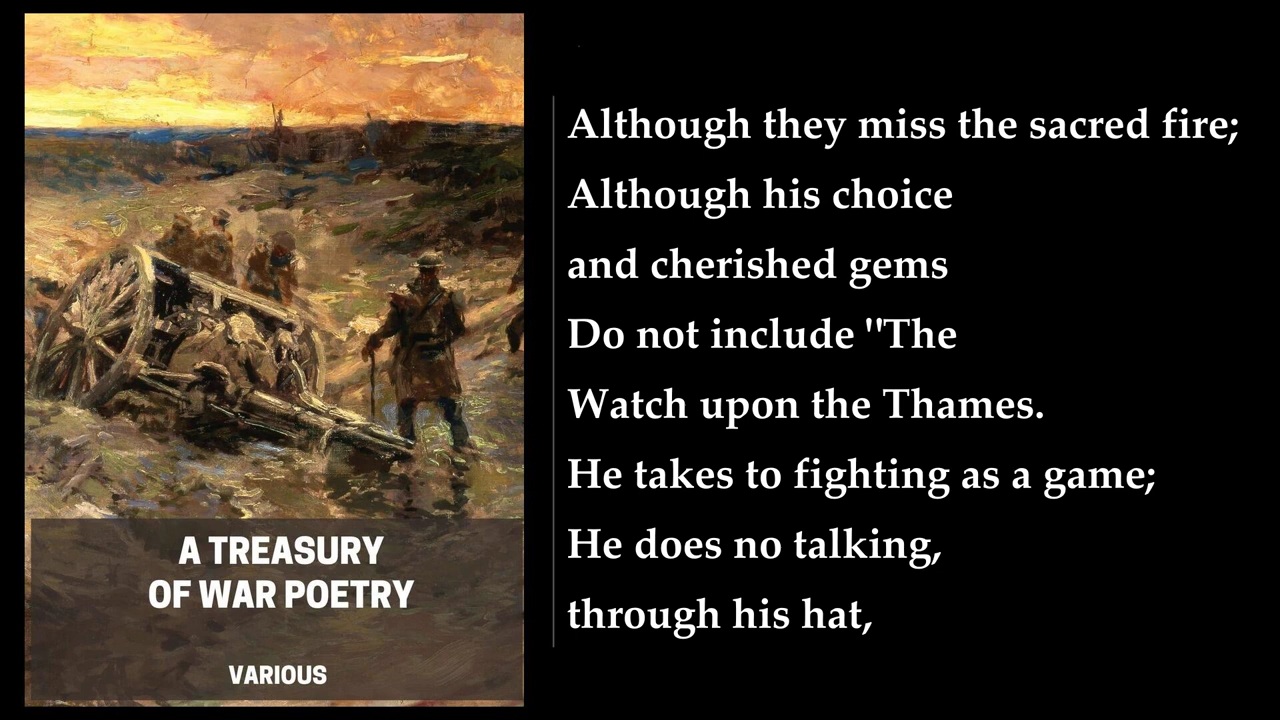 A TREASURY
OF WAR POETRY
VARIOUS
Although they miss the sacred fire;
Although his choice
and cherished gems
Do not include "The
Watch upon the Thames.
He takes to fighting as a game;
He does no talking,
through his hat,